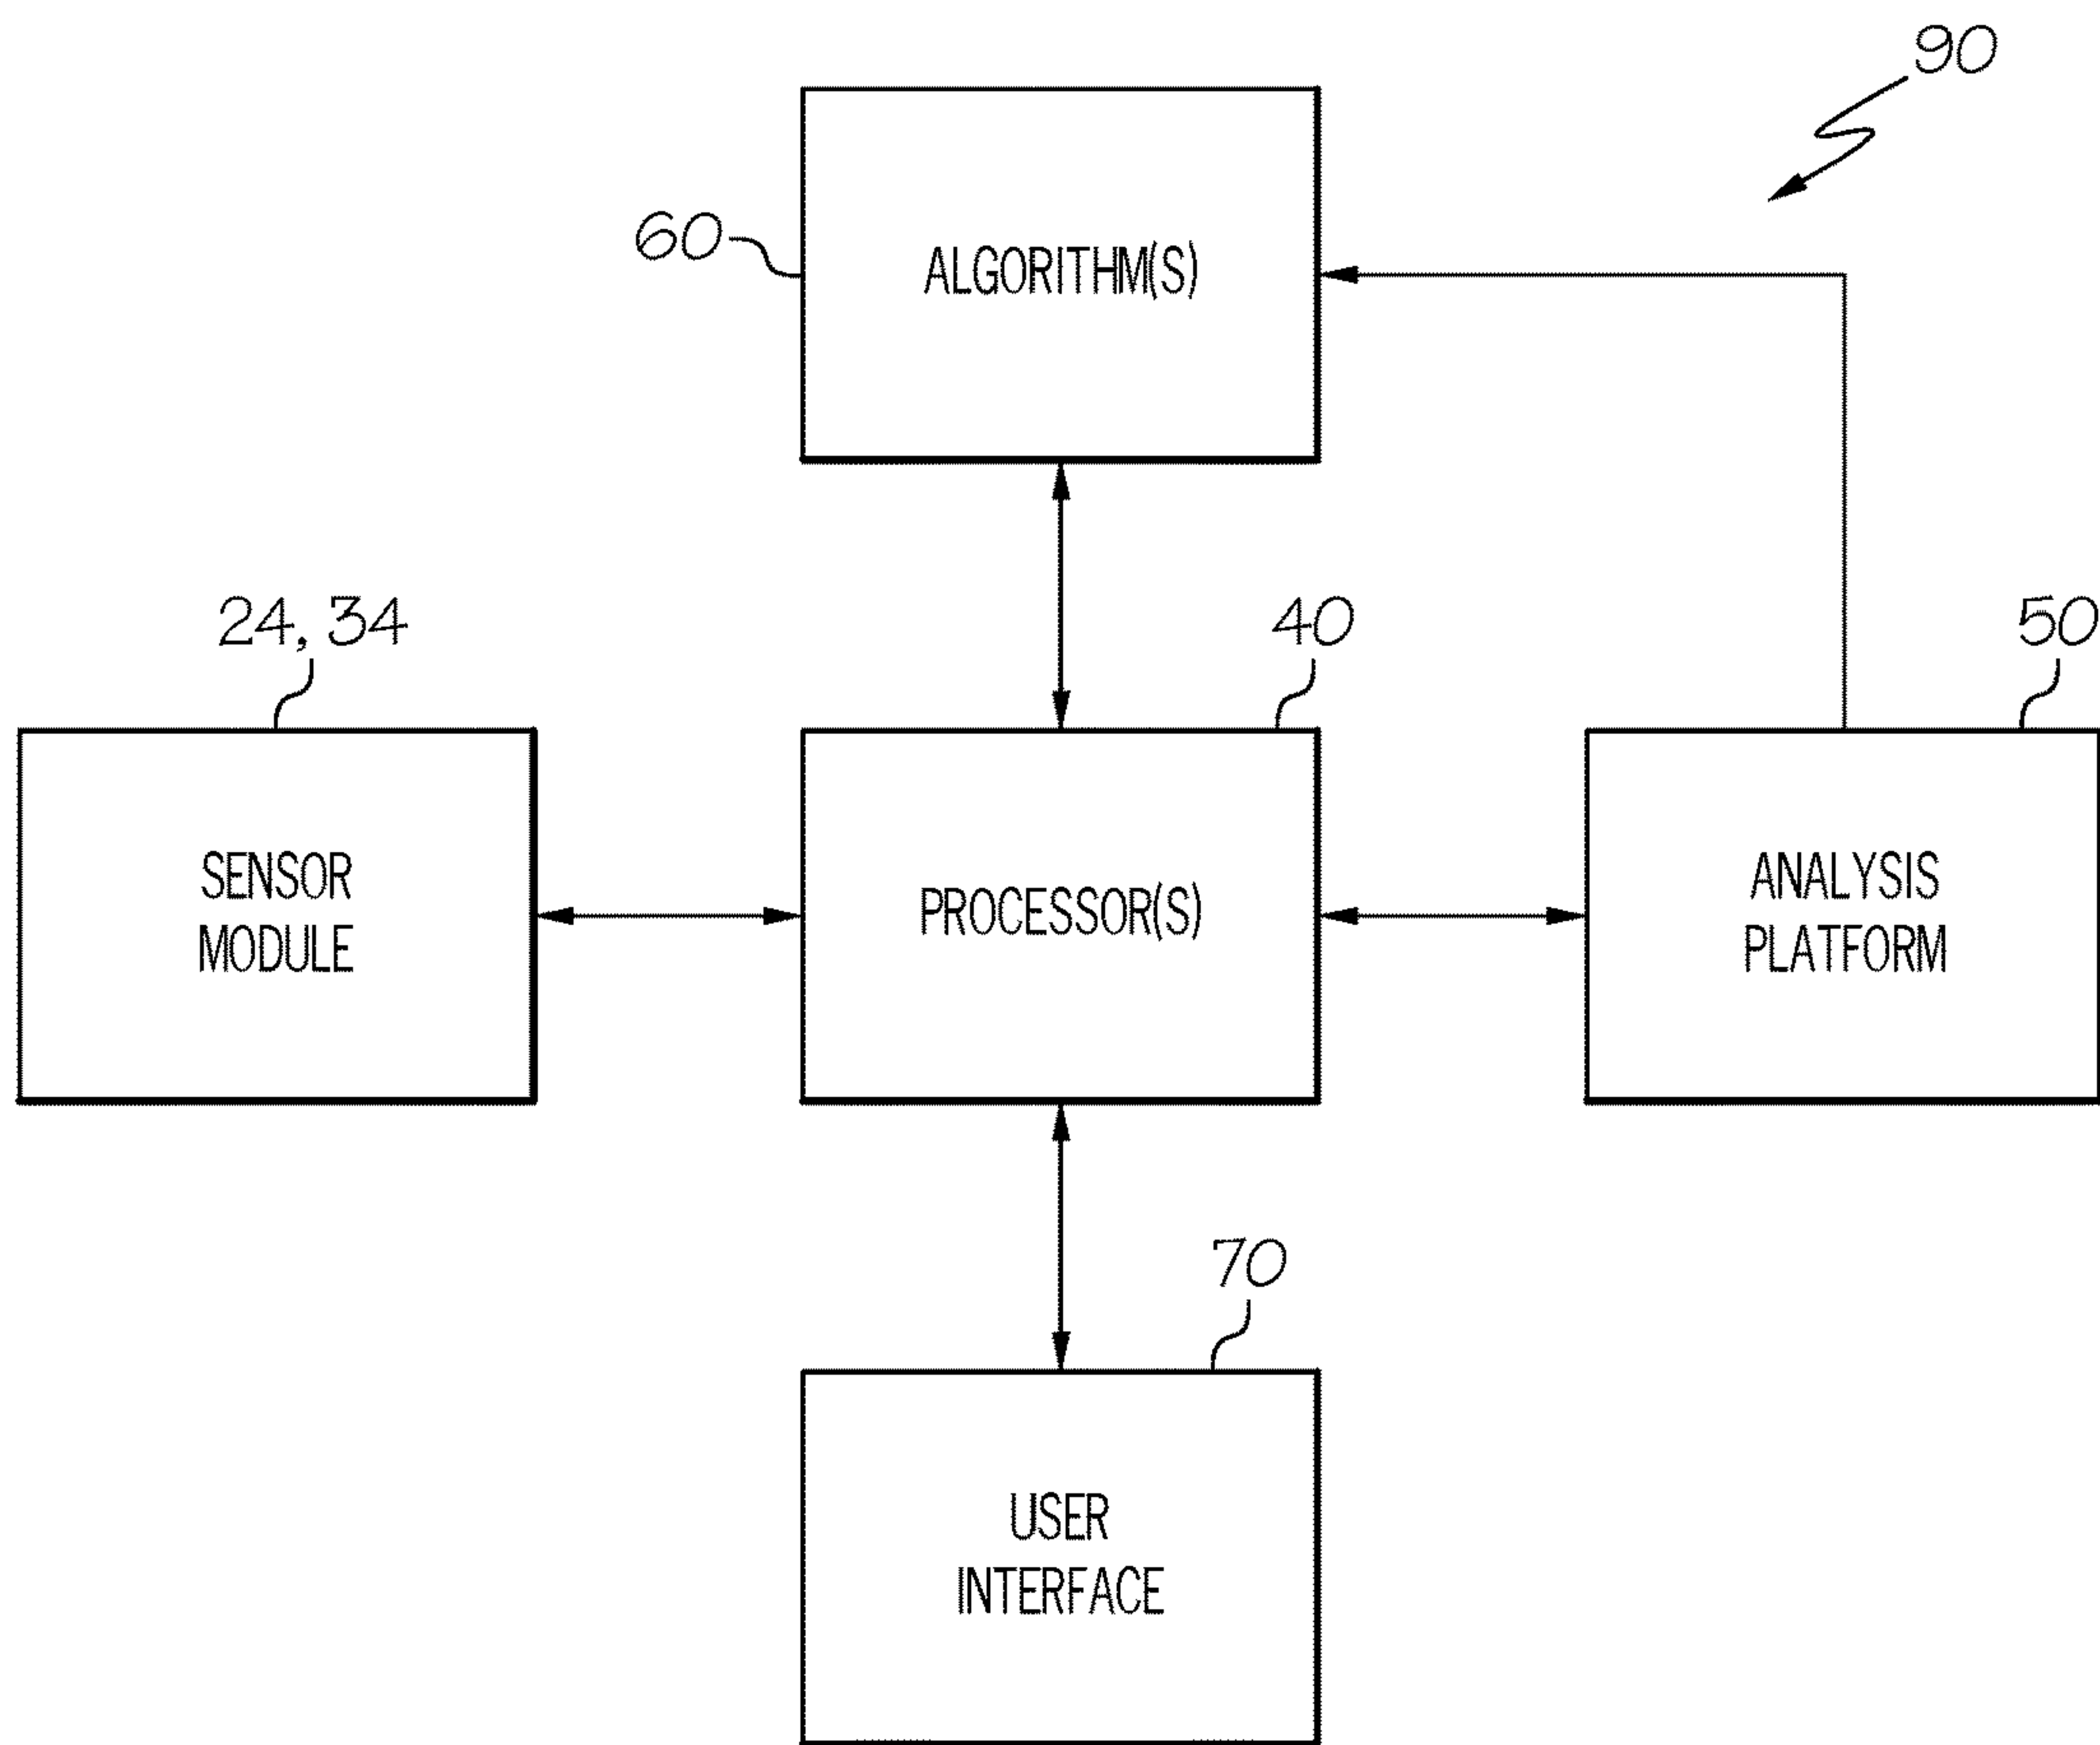 90
60
ALGORITHM(S)
24, 34
40
50
SENSOR
MODULE
PROCESSOR(S)
ANALYSIS
PLATFORM
70
USER
INTERFACE